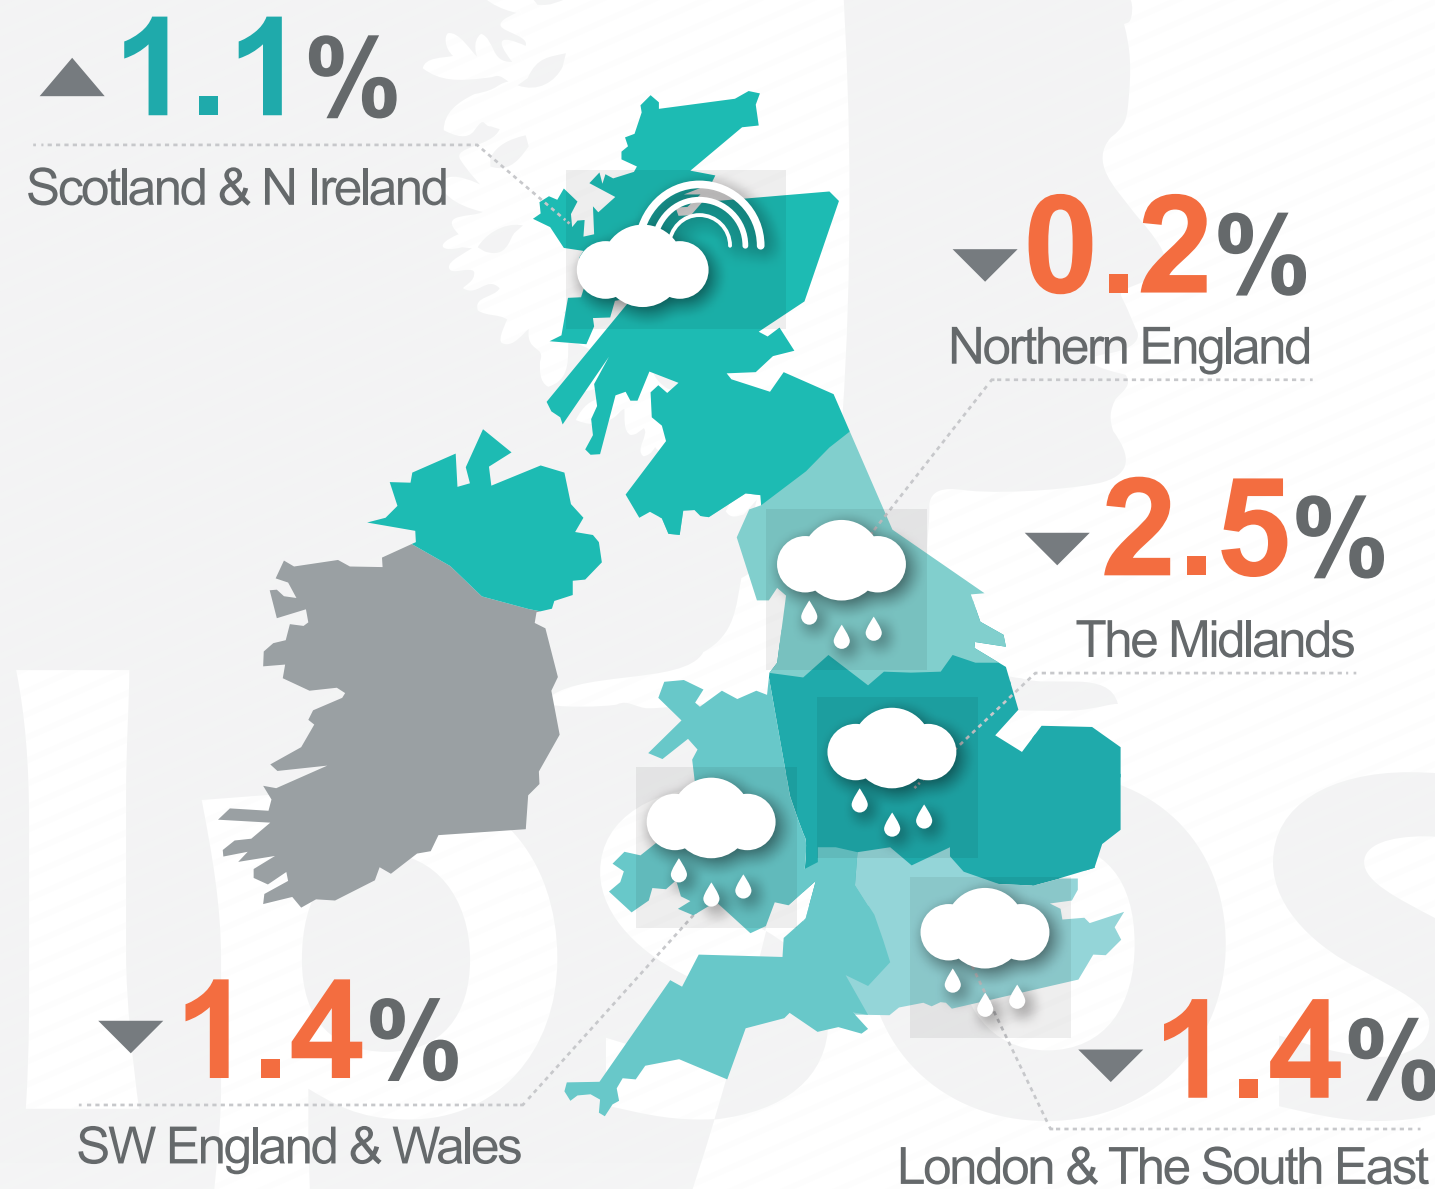 ▲1.1%
Scotland & N Ireland
▼0.2%
Northern England
▼2.5%
The Midlands
▼1.4%
SW England & Wales
▼1.4%
London & The South East
Ipsos